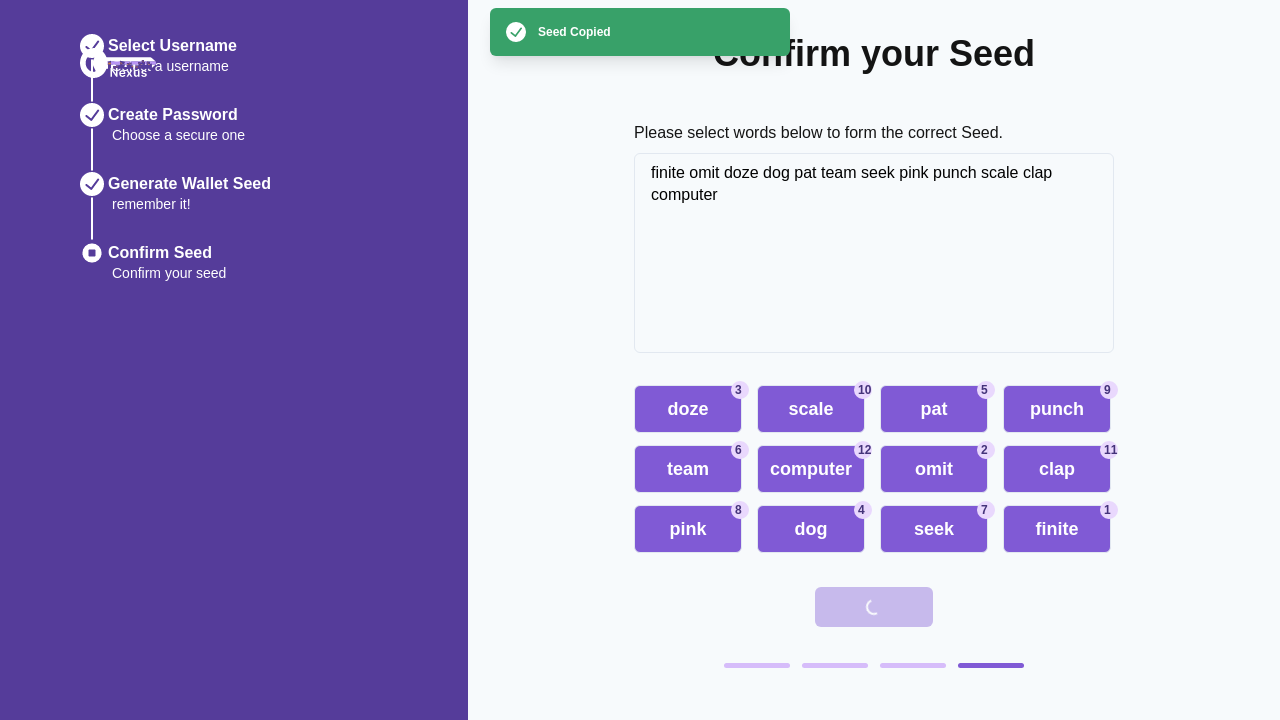 Select Username
a username
Nexus
Create Password
Choose a secure one
Generate Wallet Seed
remember it!
Confirm Seed
Confirm your seed
Seed Copied
Confirm your Seed
Please select words below to form the correct Seed.
finite omit doze dog pat team seek pink punch scale clap
computer
doze 3 scale 10 pat 5 punch 9
team 6 computer 12 omit 2 clap 11
pink 8 dog 4 seek 7 finite 1